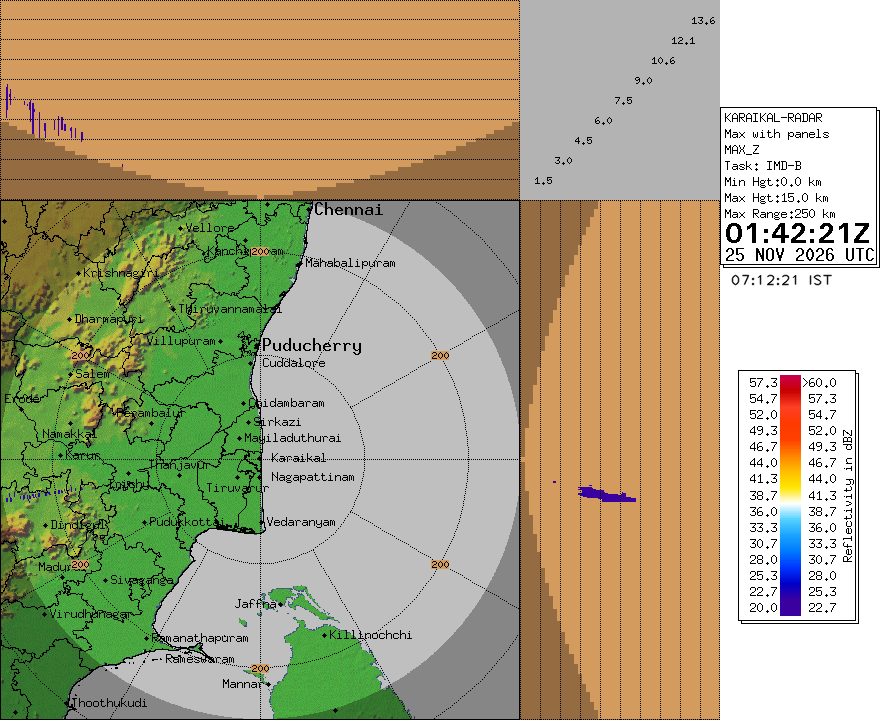 13.6
12.1
10.6
9.0
7.5
6.0
4.5
3.0
1.5
KARAIKAL-RADAR
Max with panels
MAX_Z
Task: IMD-B
Min Hgt:0.0 km
Max Hgt:15.0 km
Max Range:250 km
01:42:21Z
25 NOV 2026 UTC
07:12:21 IST
Chennai
Vellore
200
Mahabalipuram
Krishnagiri
Thiruvannamalai
Dharmapuri
Villupuram
Puducherry
200
200
Cuddalore
Salem
Erode
Chidambaram
Perambalur
Sirkazi
Namakkal
Mayiladuthurai
Karur
Karaikal
Thanjavur
Nagapattinam
Tiruvarur
Dindigul
Pudukkottai
Vedaranyam
200
200
Sivaganga
Jaffna
Virudhunagar
Ramanathapuram
Killinochchi
Rameswaram
200
Mannar
Thoothukudi
57.3 >60.0
54.7 57.3
52.0 54.7
49.3 52.0
46.7 49.3
44.0 46.7
41.3 44.0
38.7 41.3
36.0 38.7
33.3 36.0
30.7 33.3
28.0 30.7
25.3 28.0
22.7 25.3
20.0 22.7
Reflectivity in dBZ